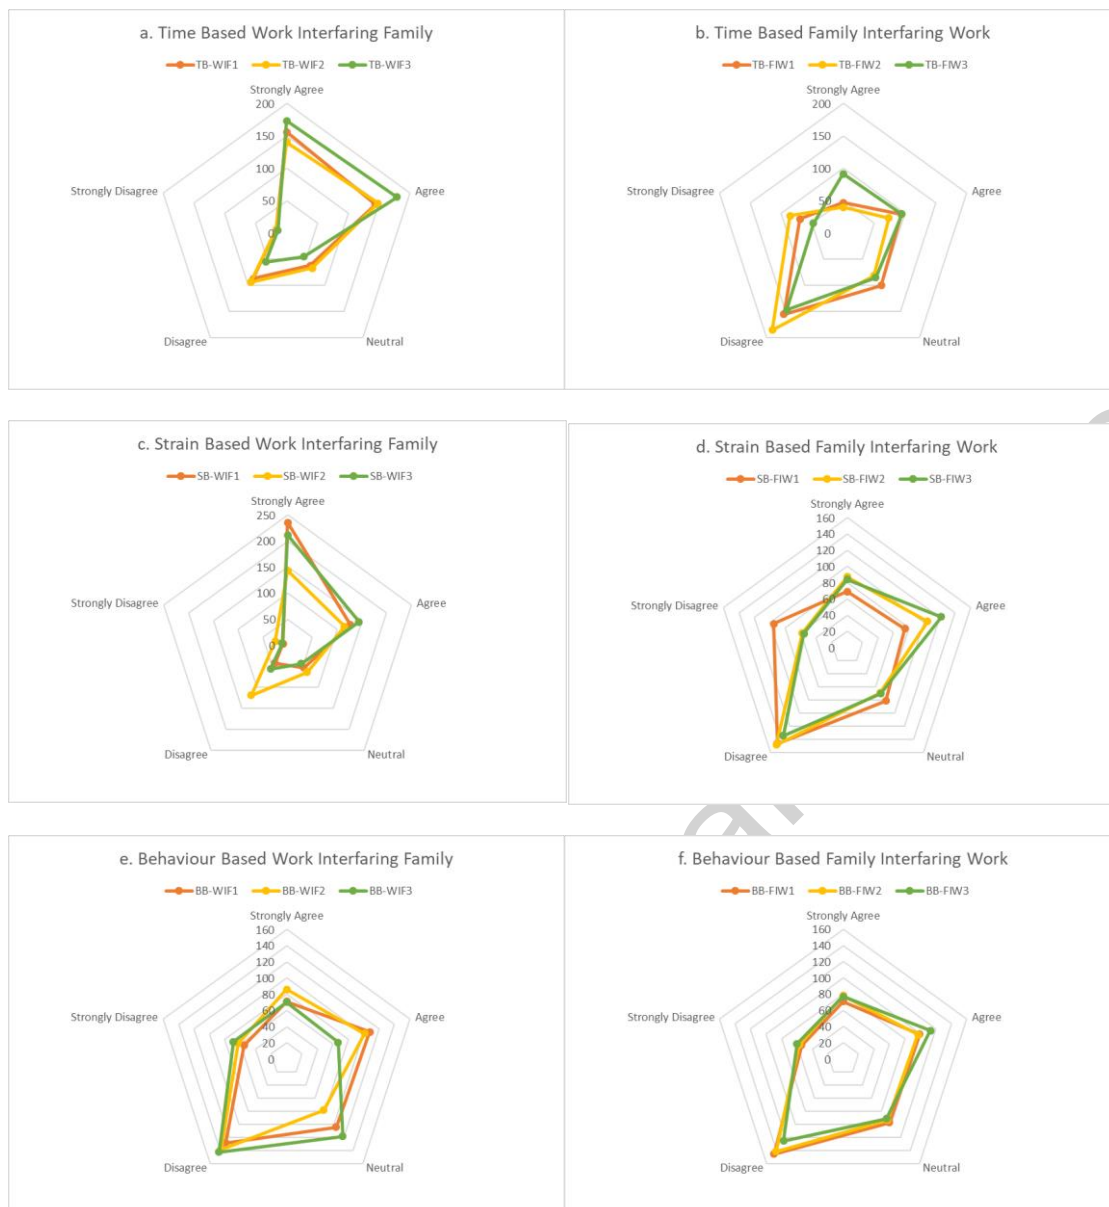 a. Time Based Work Interfaring Family
TB-WIF1 TB-WIF2 TB-WIF3
Strongly Agree
200
150
100
50
0
Strongly Disagree
Agree
Disagree
Neutral
b. Time Based Family Interfaring Work
TB-FIW1 TB-FIW2 TB-FIW3
Strongly Agree
200
150
100
50
0
Strongly Disagree
Agree
Disagree
Neutral
c. Strain Based Work Interfaring Family
SB-WIF1 SB-WIF2 SB-WIF3
Strongly Agree
250
200
150
100
50
0
Strongly Disagree
Agree
Disagree
Neutral
d. Strain Based Family Interfaring Work
SB-FIW1 SB-FIW2 SB-FIW3
Strongly Agree
160
140
120
100
80
60
40
20
0
Strongly Disagree
Agree
Disagree
Neutral
e. Behaviour Based Work Interfaring Family
BB-WIF1 BB-WIF2 BB-WIF3
Strongly Agree
160
140
120
100
80
60
40
20
0
Strongly Disagree
Agree
Disagree
Neutral
f. Behaviour Based Family Interfaring Work
BB-FIW1 BB-FIW2 BB-FIW3
Strongly Agree
160
140
120
100
80
60
40
20
0
Strongly Disagree
Agree
Disagree
Neutral